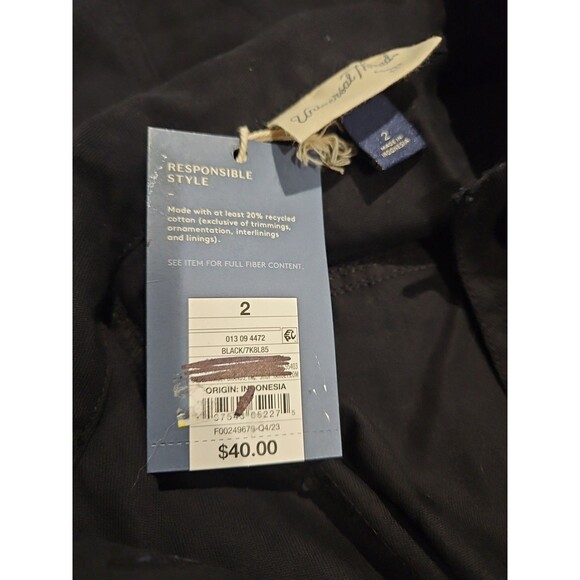 Universal Thread
2
MADE IN
INDONESIA
RESPONSIBLE
STYLE
Made with at least 20% recycled
cotton (exclusive of trimmings,
ornamentation, interlinings
and linings).
SEE ITEM FOR FULL FIBER CONTENT.
2
013 09 4472
BLACK/7K8L85
ORIGIN: INDONESIA
F00249679-Q4/23
$40.00